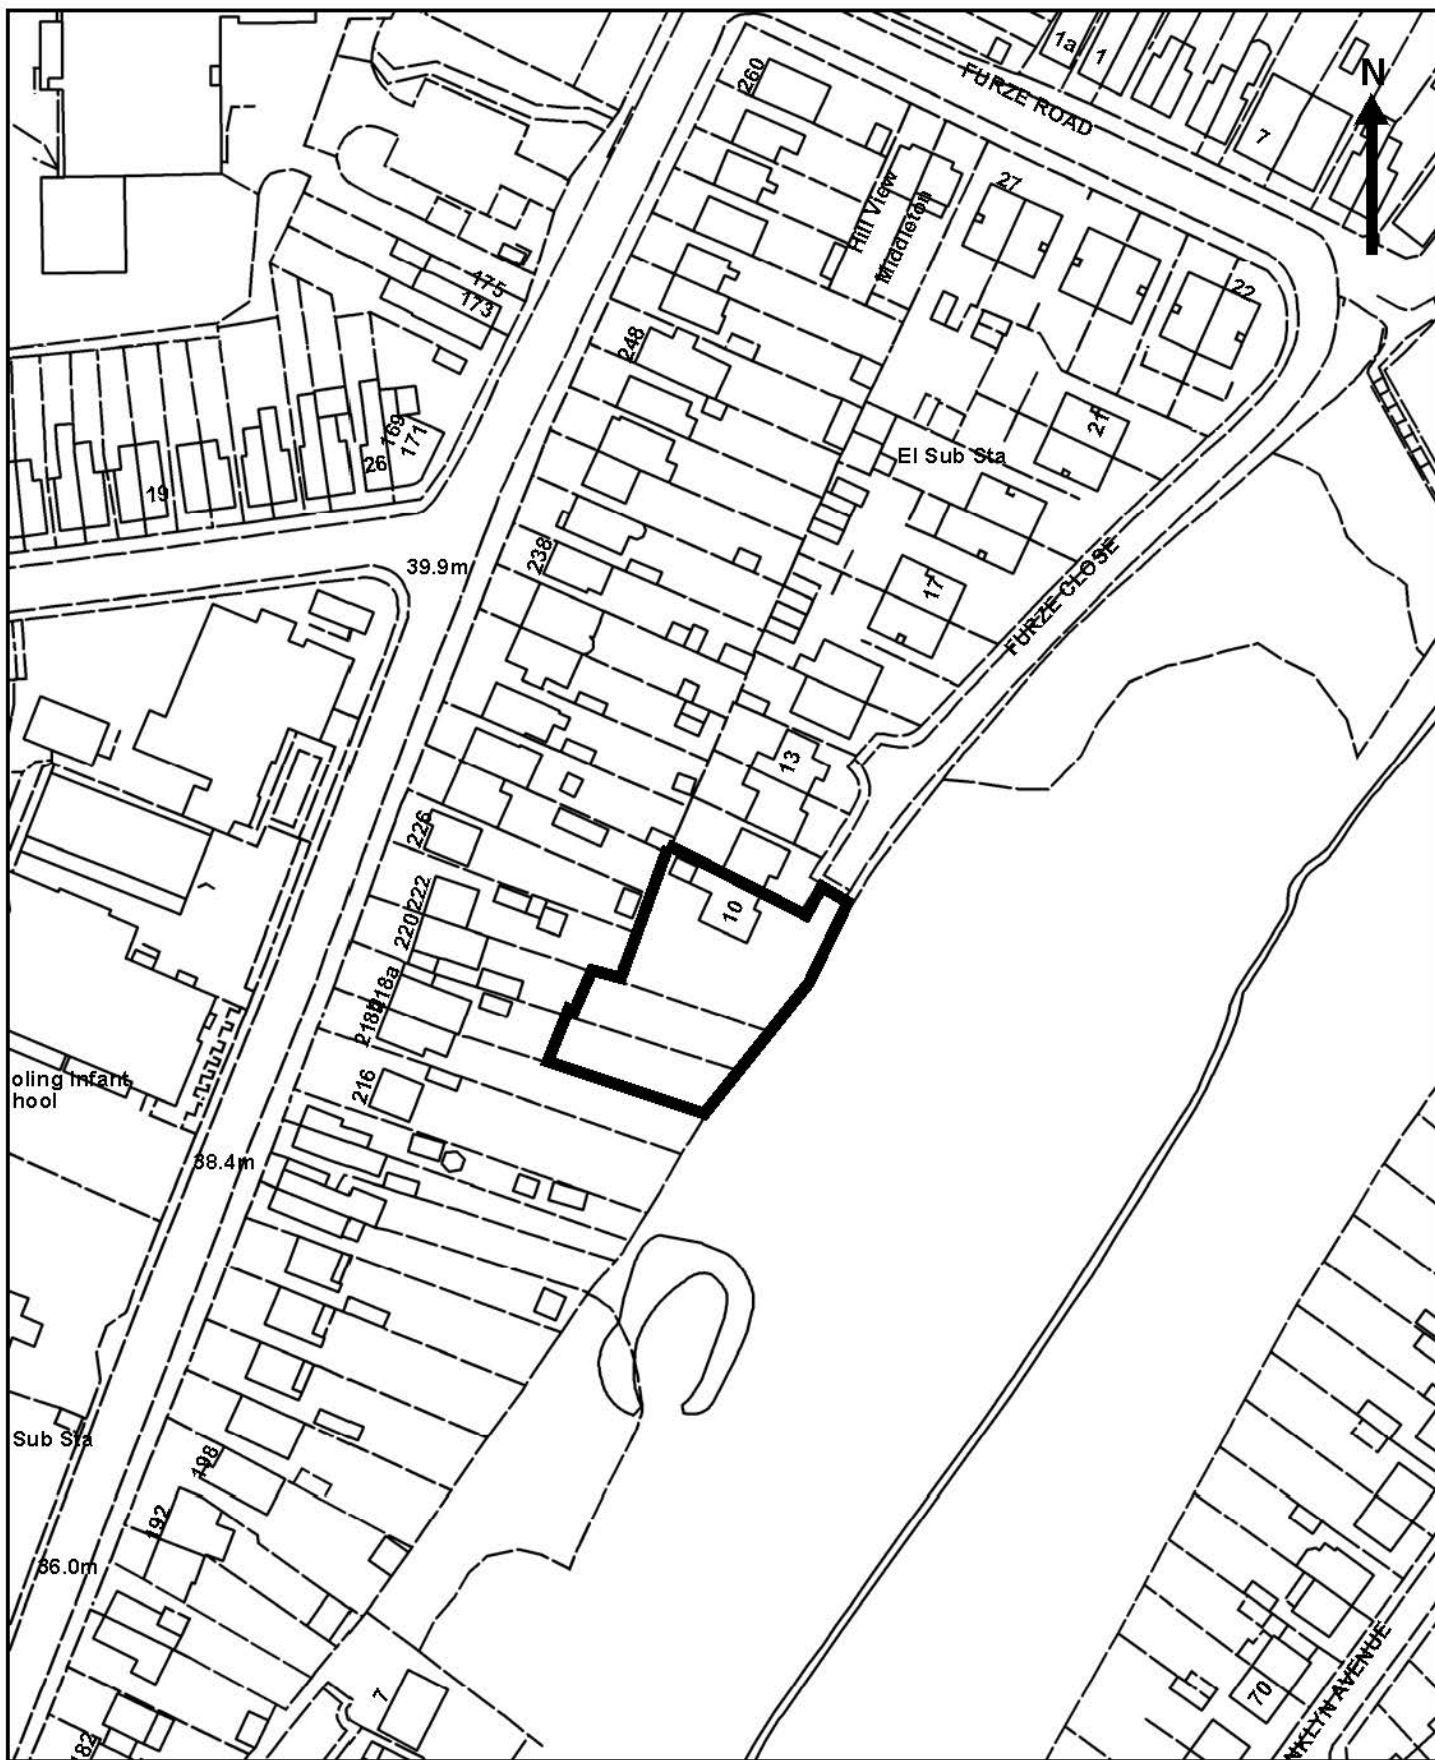 1a
1
N
FURZE ROAD
260
7
27
Hill View
Middleton
22
175
173
248
21
169
171
26
El Sub Sta
19
238
39.9m
17
FURZE CLOSE
13
226
222
220
10
218a
218b
216
oling Infant
hool
38.4m
Sub Sta
198
192
36.0m
NKLYN AVENUE
70
7
182